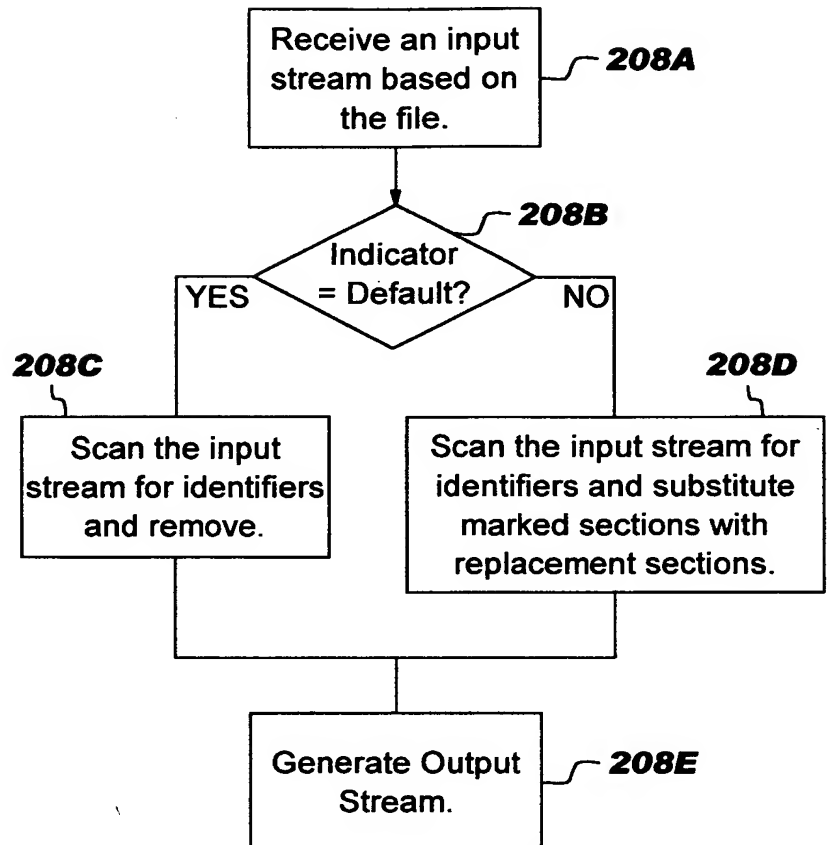 Receive an input
stream based on
the file.
208A
208B
Indicator
= Default?
YES
NO
208C
208D
Scan the input
stream for identifiers
and remove.
Scan the input stream for
identifiers and substitute
marked sections with
replacement sections.
Generate Output
Stream.
208E